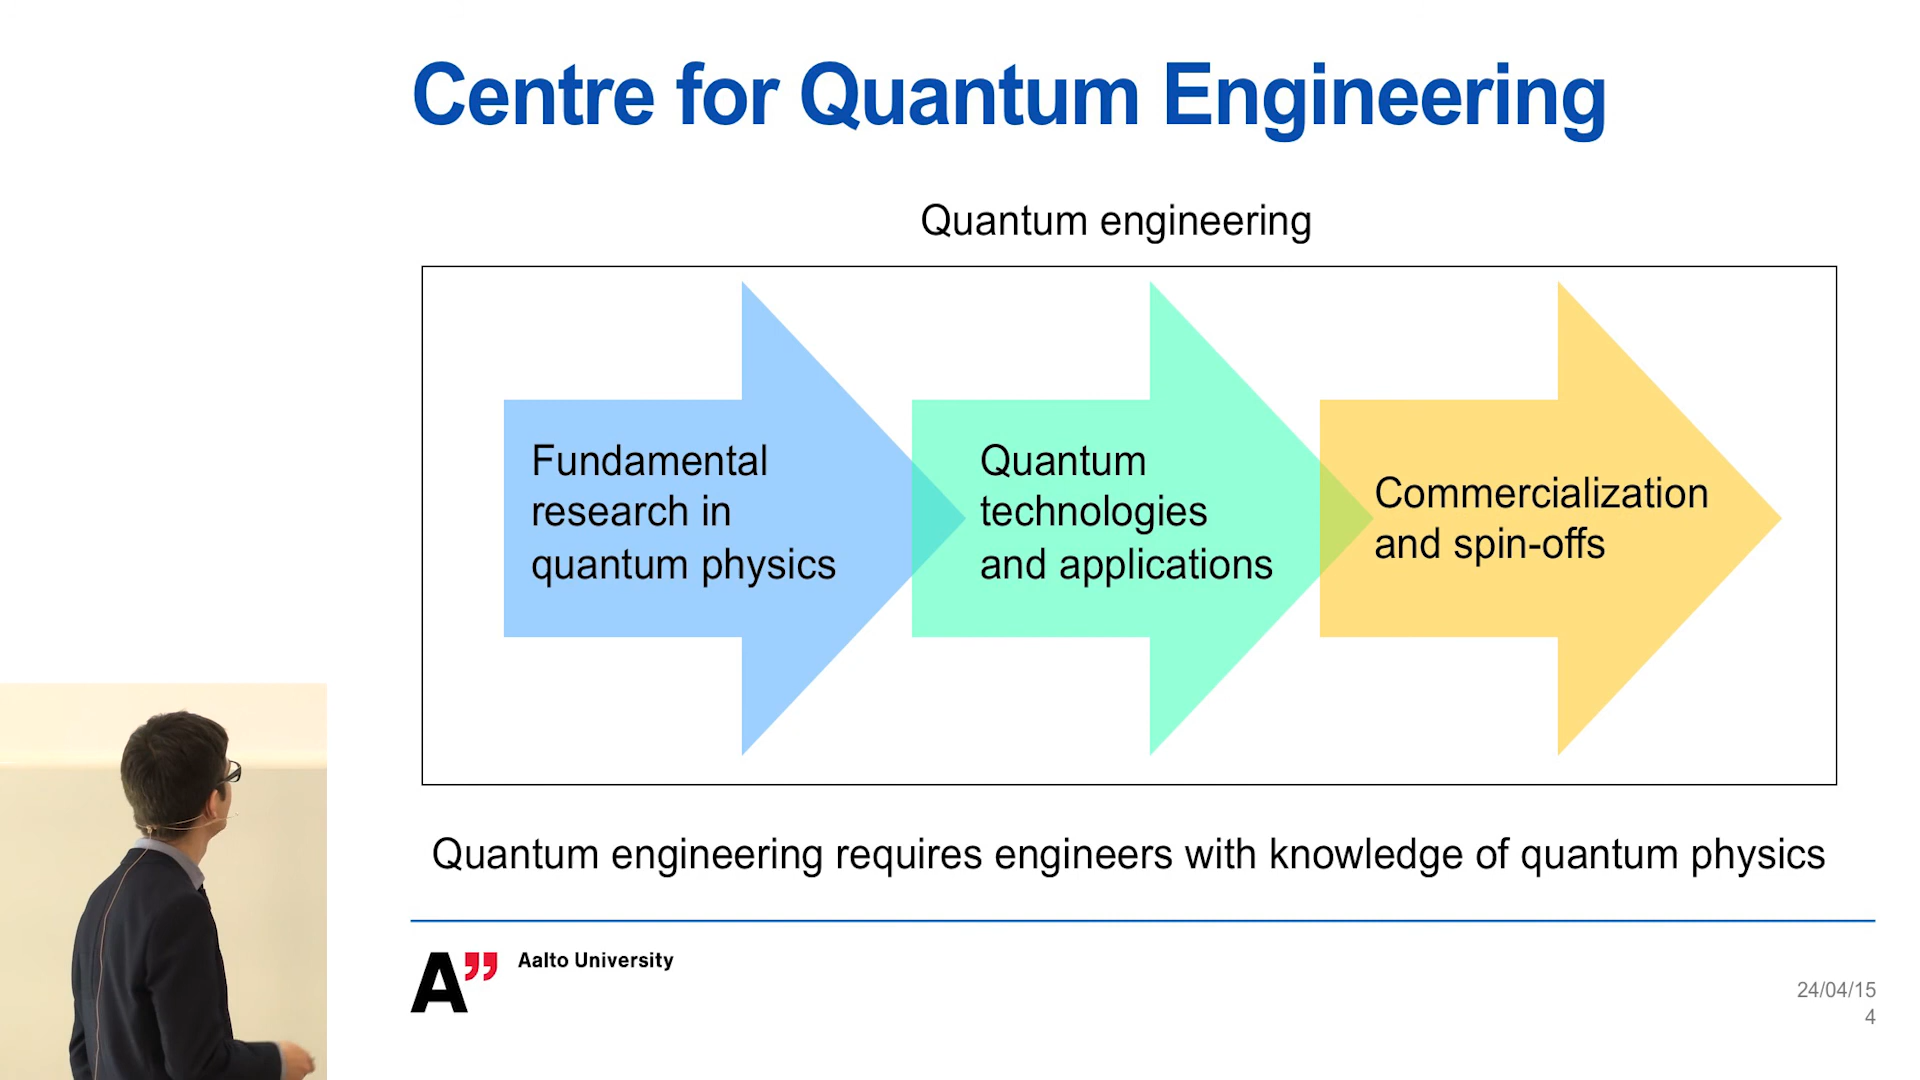 Centre for Quantum Engineering
Quantum engineering
Fundamental
research in
quantum physics
Quantum
technologies
and applications
Commercialization
and spin-offs
Quantum engineering requires engineers with knowledge of quantum physics
A”
Aalto University
24/04/15
4